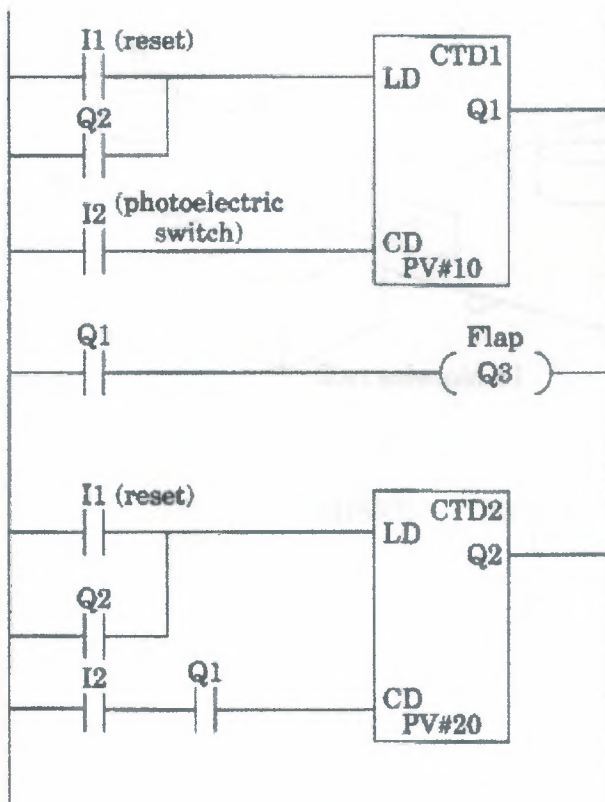 I1 (reset)
CTD1
LD
Q1
Q2
I2 (photoelectric
switch)
CD
PV#10
Q1
Flap
Q3
I1 (reset)
CTD2
LD
Q2
Q2
I2
Q1
CD
PV#20